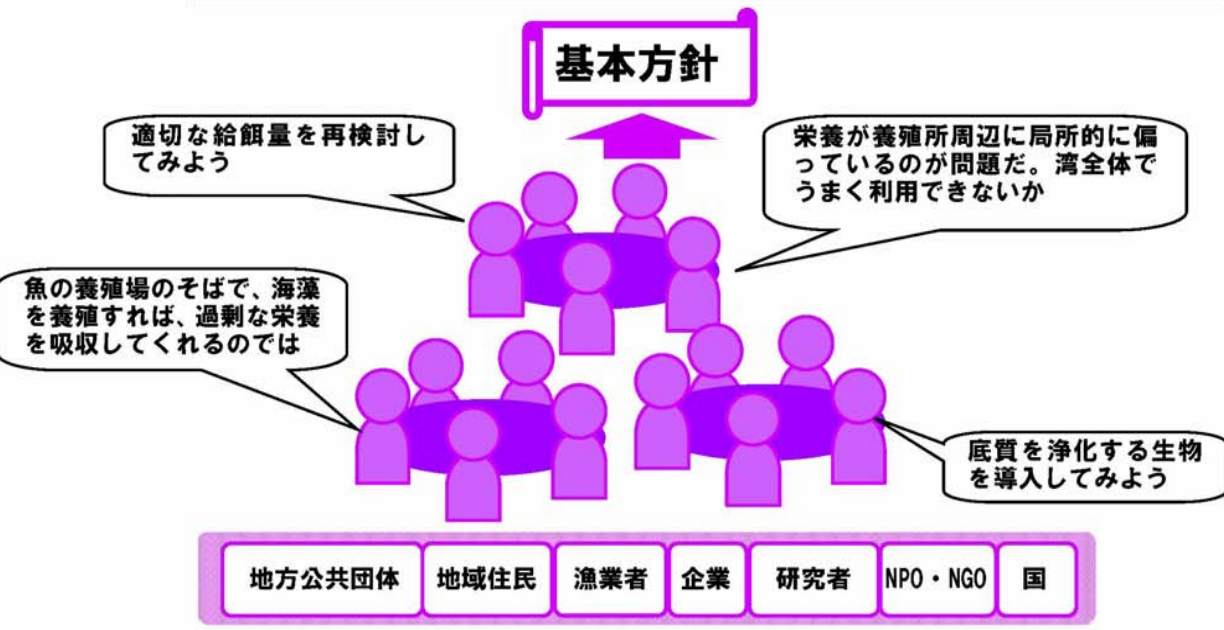 基本方針
適切な給餌量を再検討し
てみよう
栄養が養殖所周辺に局所的に偏
っているのが問題だ。湾全体で
うまく利用できないか
魚の養殖場のそばで、海藻
を養殖すれば、過剰な栄養
を吸収してくれるのでは
底質を浄化する生物
を導入してみよう
地方公共団体
地域住民
漁業者
企業
研究者
NPO・NGO
国